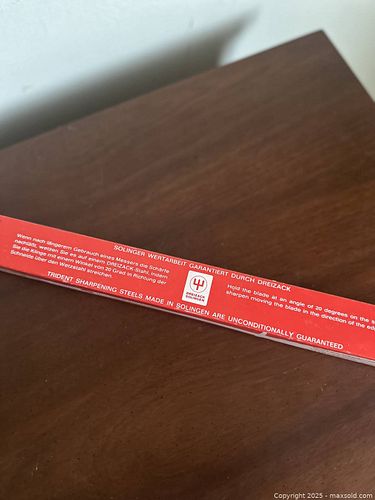 SOLINGER WERTARBEIT GARANTIERT DURCH DREIZACK
Wenn nach längerem Gebrauch eines Messers die Schärfe
nachläßt, wetzen Sie es auf einem DREIZACK-Stahl, indem
Sie die Klinge mit einem Winkel von 20 Grad in Richtung der
Schneide über den Wetzstahl streichen.
DREIZACK
SOLINGEN
Hold the blade at an angle of 20 degrees on the
sharpen moving the blade in the direction of the
TRIDENT SHARPENING STEELS MADE IN SOLINGEN ARE UNCONDITIONALLY GUARANTEED
Copyright © 2025 - maxsold.com